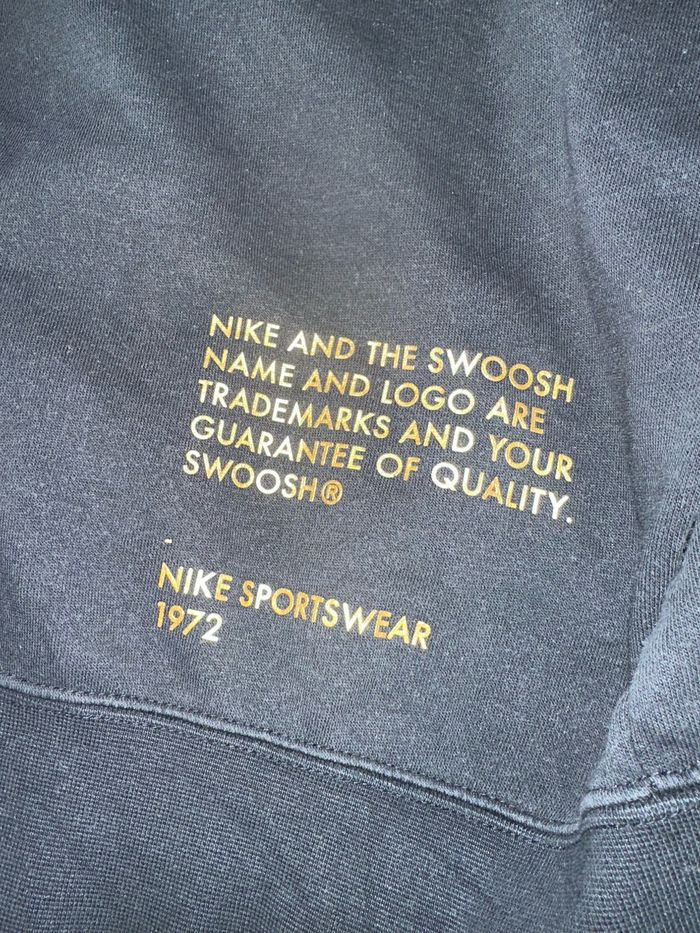 NIKE AND THE SWOOSH
NAME AND LOGO ARE
TRADEMARKS AND YOUR
GUARANTEE OF QUALITY.
SWOOSH®
-
NIKE SPORTSWEAR
1972